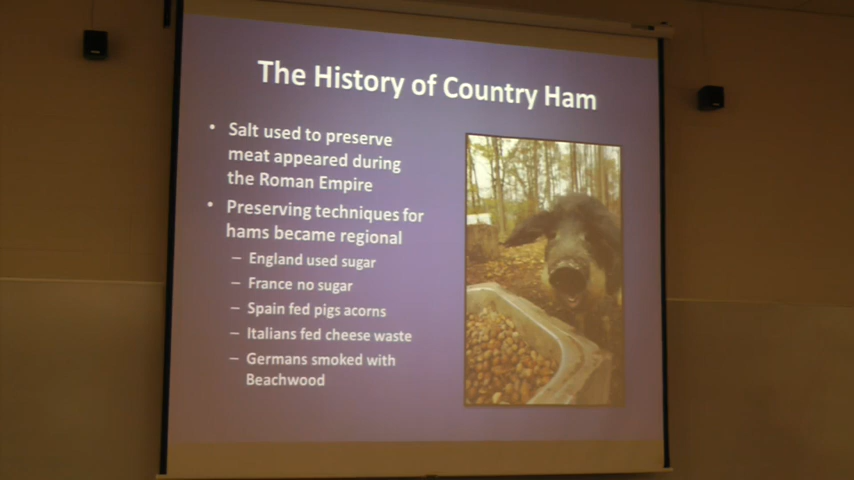 The History of Country Ham
• Salt used to preserve
meat appeared during
the Roman Empire
• Preserving techniques for
hams became regional
– England used sugar
– France no sugar
– Spain fed pigs acorns
– Italians fed cheese waste
– Germans smoked with
Beachwood